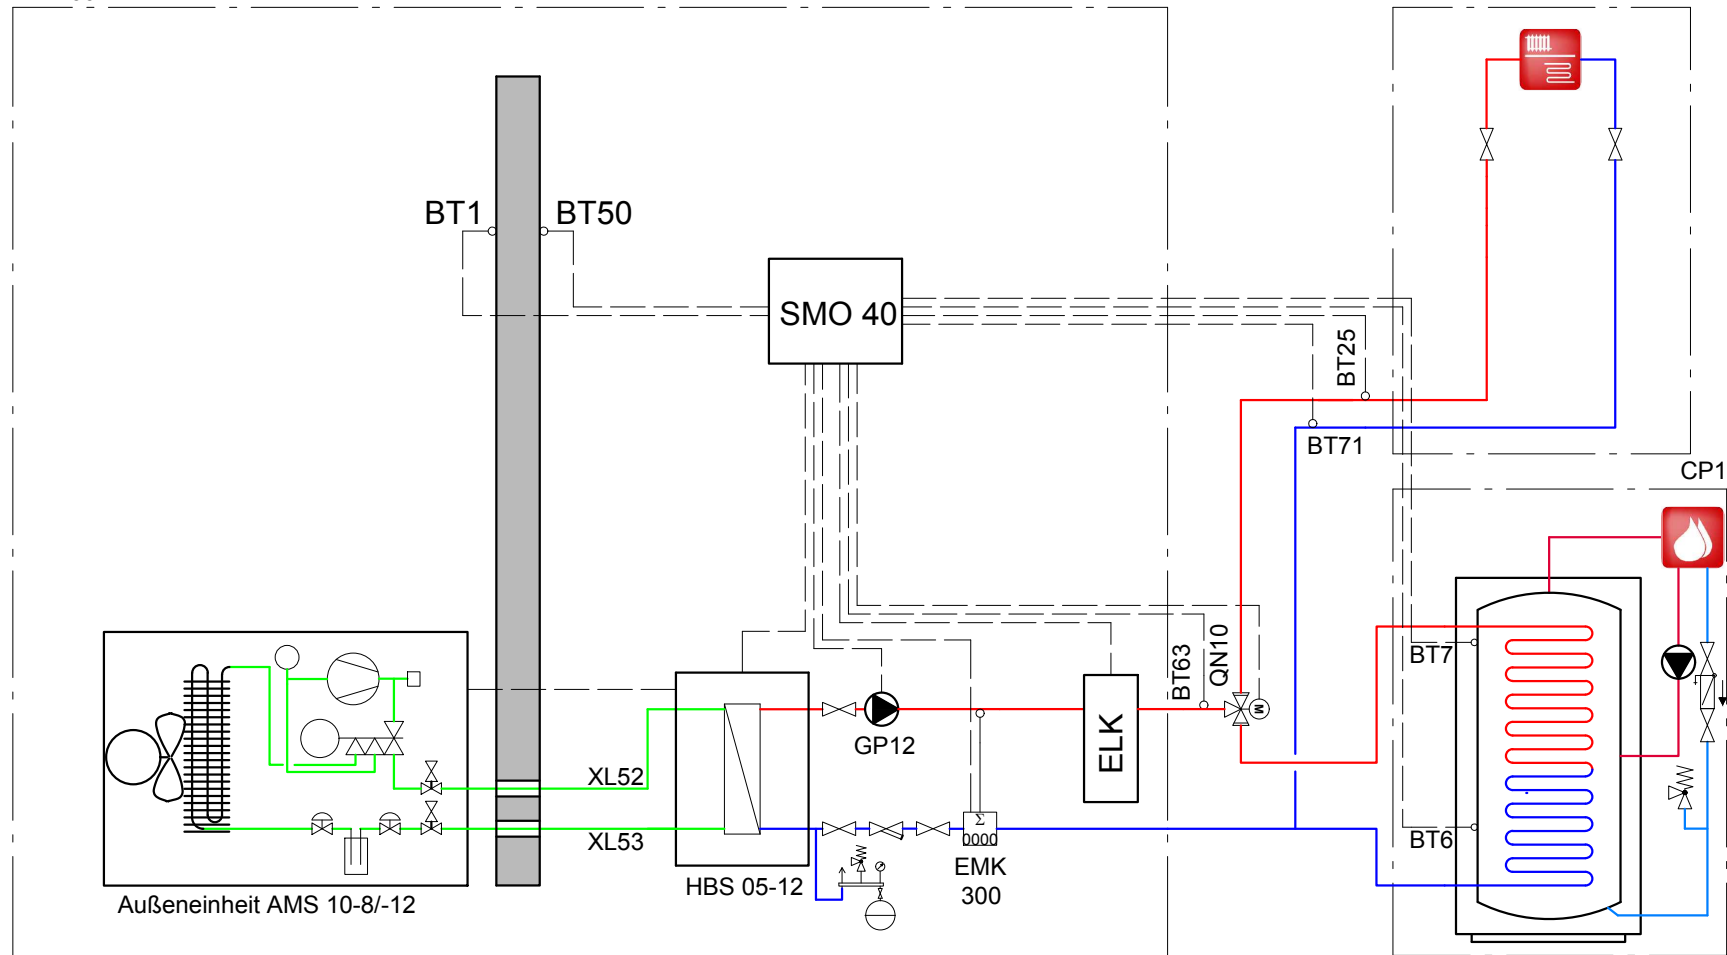 BT1
BT50
SMO 40
BT25
BT71
CP1
BT7
BT63
QN10
M
GP12
ELK
XL52
XL53
BT6
Σ
0000
EMK
300
HBS 05-12
Außeneinheit AMS 10-8/-12